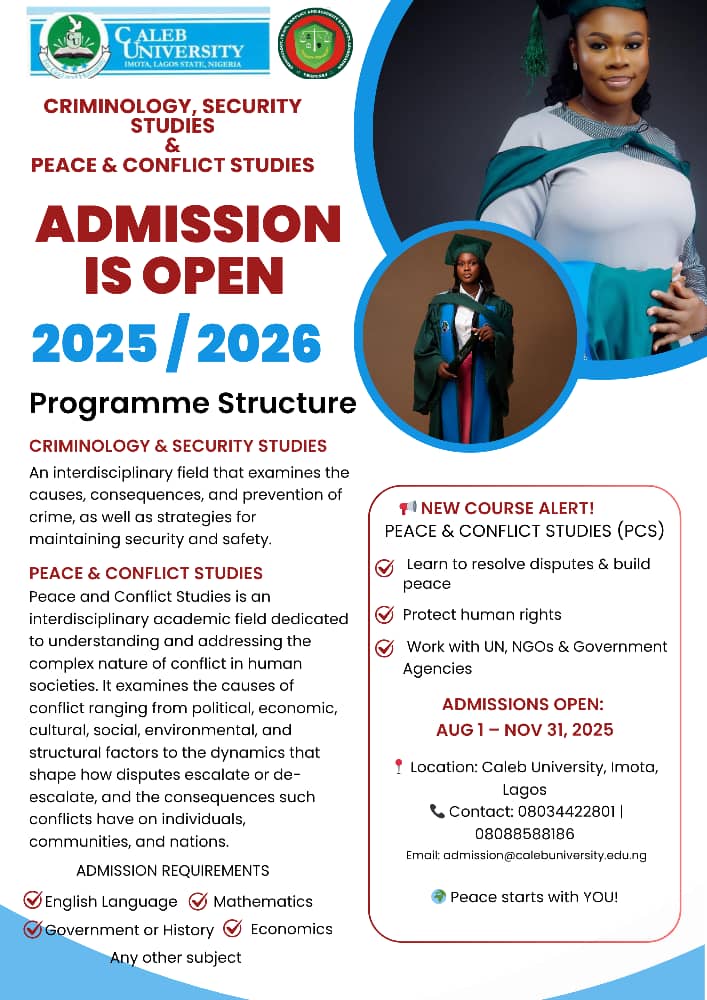 CALEB
UNIVERSITY
IMOTA, LAGOS STATE, NIGERIA
CRIMINOLOGY, SECURITY
STUDIES
&
PEACE & CONFLICT STUDIES
ADMISSION
IS OPEN
2025/2026
Programme Structure
CRIMINOLOGY & SECURITY STUDIES
An interdisciplinary field that examines the
causes, consequences, and prevention of
crime, as well as strategies for
maintaining security and safety.
PEACE & CONFLICT STUDIES
Peace and Conflict Studies is an
interdisciplinary academic field dedicated
to understanding and addressing the
complex nature of conflict in human
societies. It examines the causes of
conflict ranging from political, economic,
cultural, social, environmental, and
structural factors to the dynamics that
shape how disputes escalate or de-
escalate, and the consequences such
conflicts have on individuals,
communities, and nations.
ADMISSION REQUIREMENTS
English Language Mathematics
Government or History Economics
Any other subject
NEW COURSE ALERT!
PEACE & CONFLICT STUDIES (PCS)
Learn to resolve disputes & build
peace
Protect human rights
Work with UN, NGOs & Government
Agencies
ADMISSIONS OPEN:
AUG 1 – NOV 31, 2025
Location: Caleb University, Imota,
Lagos
Contact: 08034422801 |
08088588186
Email: admission@calebuniversity.edu.ng
Peace starts with YOU!